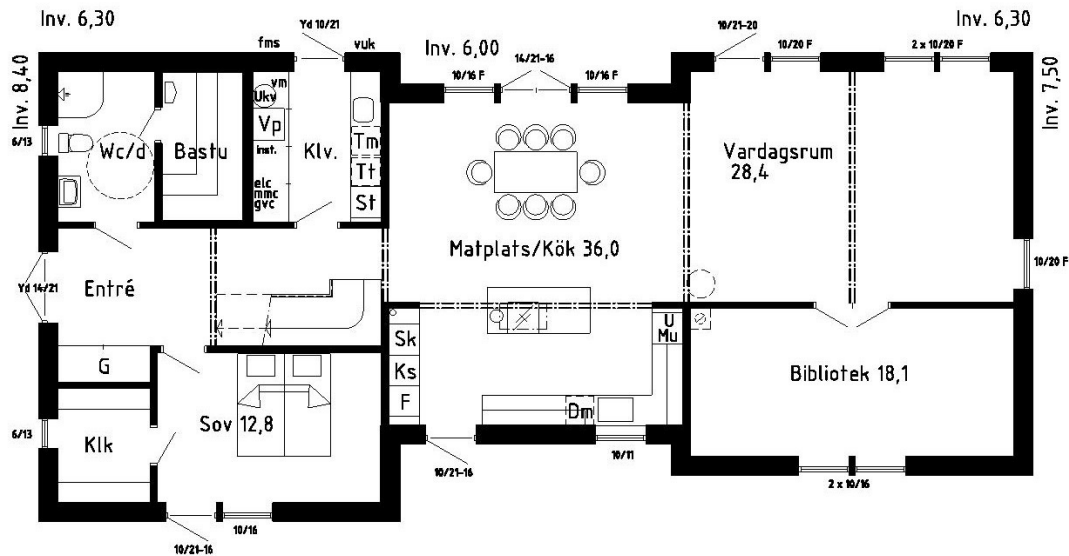 Inv. 6,30
Yd 10/21
fms
vuk
Inv. 6,00
14/21-16
10/16 F
10/16 F
10/21-20
10/20 F
2 x 10/20 F
Inv. 6,30
Inv. 8,40
Inv. 7,50
6/13
Wc/d
Bastu
vm
Ukv
Vp
inst.
elc
mmc
gvc
Klv.
Tm
Tt
St
Vardagsrum
28,4
Matplats/Kök 36,0
10/20 F
Yd 14/21
Entré
G
Sk
Ks
F
U
Mu
Dm
Bibliotek 18,1
6/13
Klk
Sov 12,8
10/21-16
10/11
2 x 10/16
10/16
10/21-16